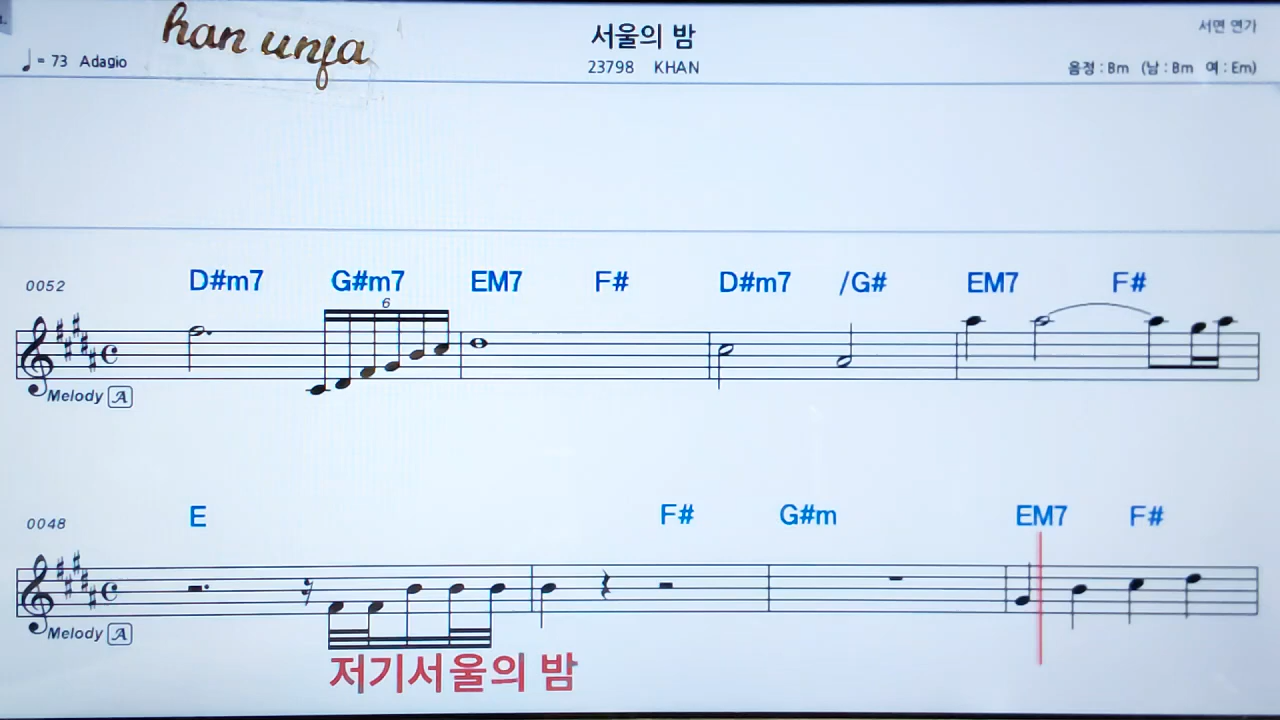 han unja
서울의 밤
서면 연가
♩ = 73 Adagio
23798 KHAN
음정 : Bm (남 : Bm 여 : Em)
0052
D#m7 G#m7 EM7 F# D#m7 /G# EM7 F#
6
Melody A
0048
E F# G#m EM7 F#
Melody A
저기서울의 밤